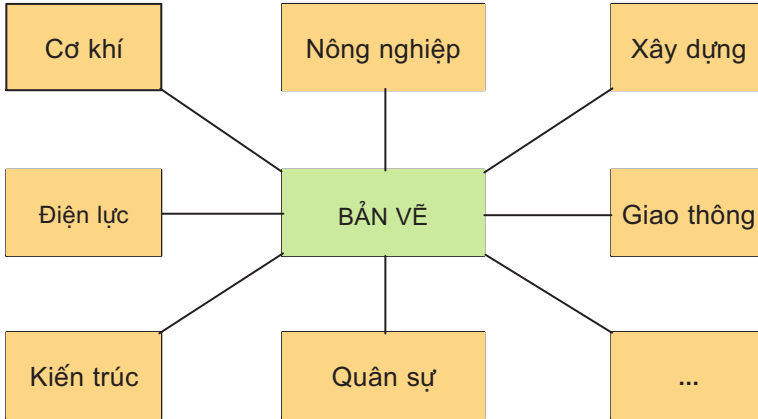 Cơ khí
Nông nghiệp
Xây dựng
Điện lực
BẢN VẼ
Giao thông
Kiến trúc
Quân sự
...